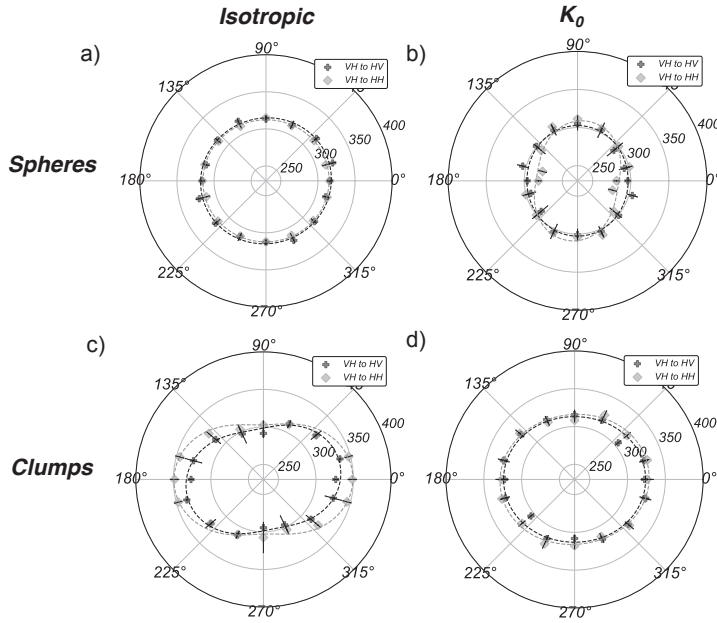 Isotropic
K0
a)
90°
VH to HV
VH to HH
135°
400
350
300
250
180°
0°
225°
315°
270°
b)
90°
VH to HV
VH to HH
135°
400
350
300
250
180°
0°
225°
315°
270°
Spheres
c)
90°
VH to HV
VH to HH
135°
400
350
300
250
180°
0°
225°
315°
270°
d)
90°
VH to HV
VH to HH
135°
400
350
300
250
180°
0°
225°
315°
270°
Clumps